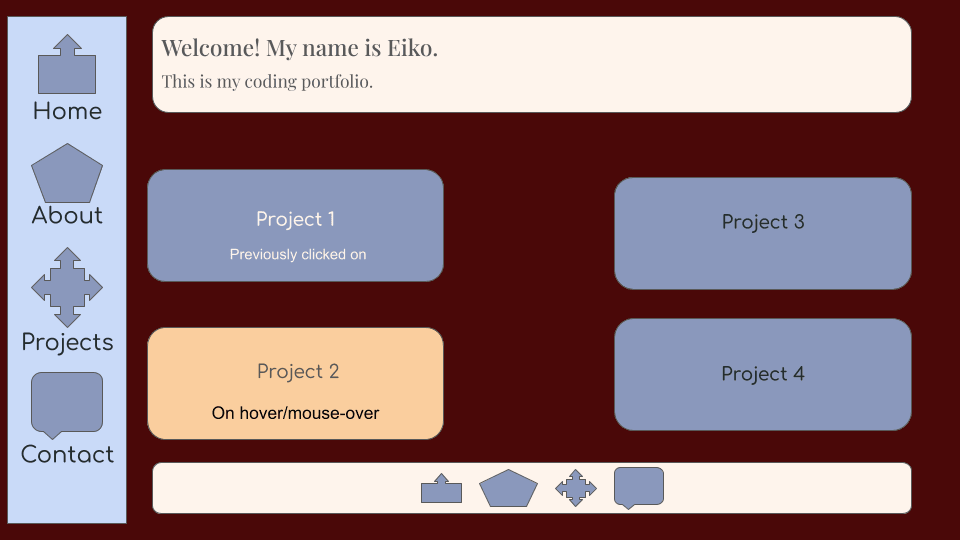 Home
About
Projects
Contact
Welcome! My name is Eiko.
This is my coding portfolio.
Project 1
Previously clicked on
Project 2
On hover/mouse-over
Project 3
Project 4